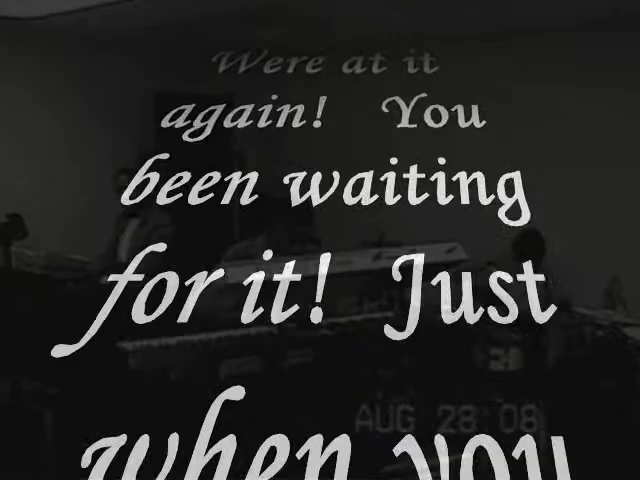 Were at it
again! You
been waiting
for it! Just
when you
AUG 28 08